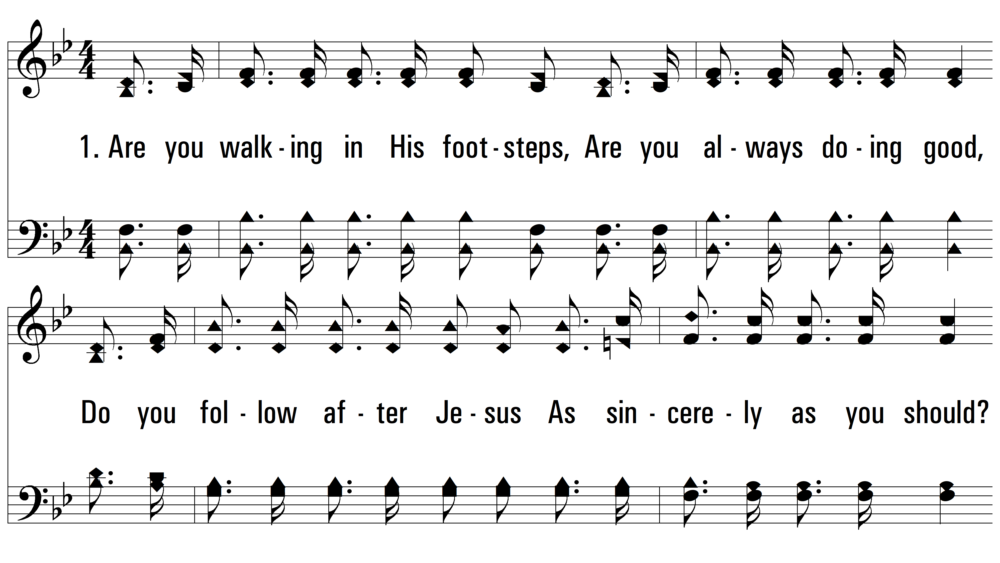 1. Are you walk - ing in His foot - steps, Are you al - ways do - ing good,
Do you fol - low af - ter Je - sus As sin - cere - ly as you should?